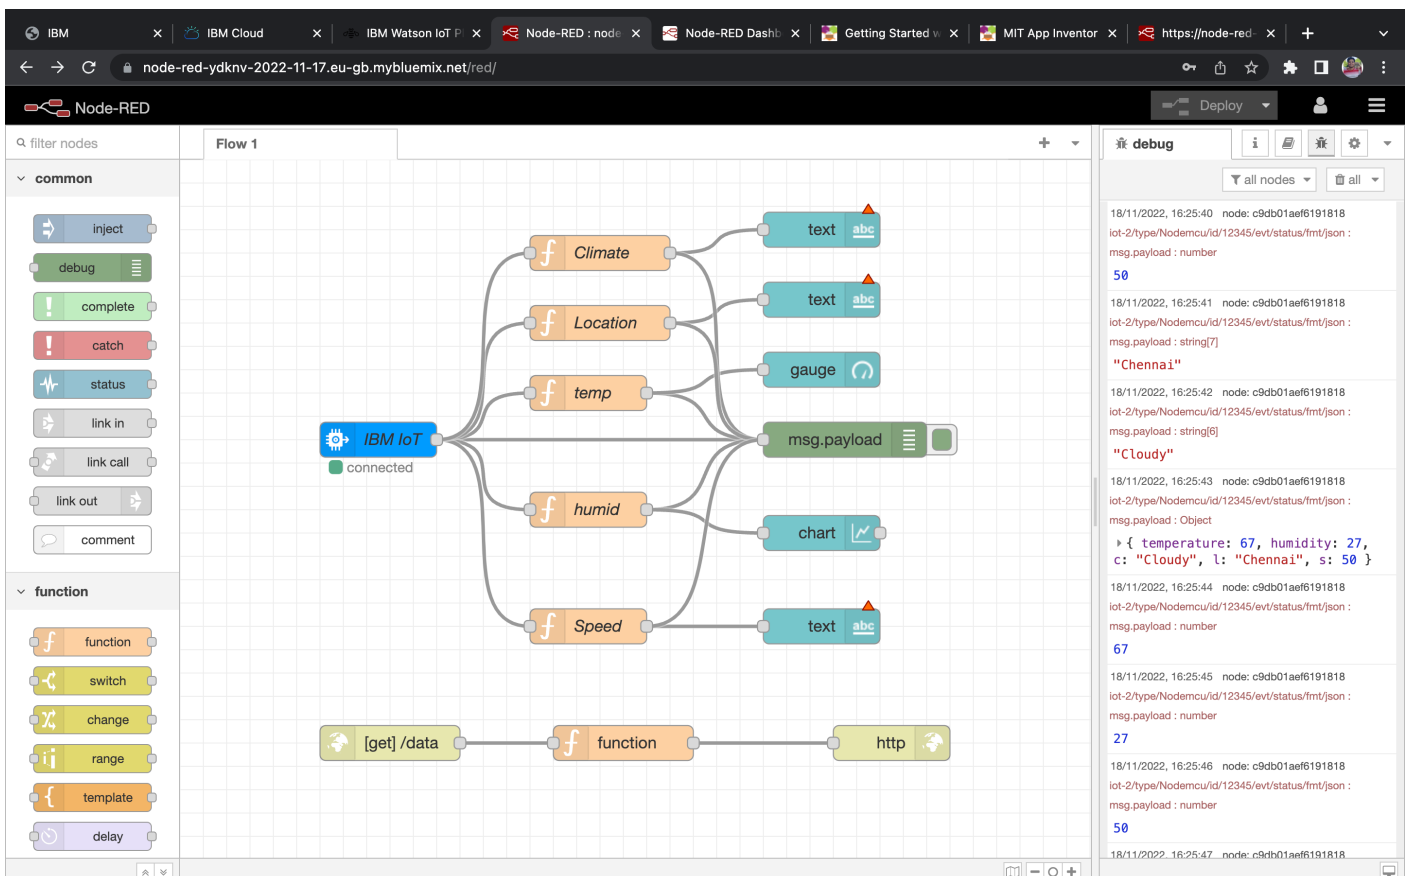 IBM
IBM Cloud
IBM Watson IoT P
Node-RED : node
Node-RED Dashb
Getting Started w
MIT App Inventor
https://node-red-
node-red-ydknv-2022-11-17.eu-gb.mybluemix.net/red/
Node-RED
Deploy
filter nodes
Flow 1
debug
i
common
all nodes
all
inject
debug
complete
catch
status
link in
link call
link out
comment
function
function
switch
change
range
template
delay
Climate
text
abc
Location
text
abc
temp
gauge
IBM IoT
connected
msg.payload
humid
chart
Speed
text
abc
[get] /data
function
http
18/11/2022, 16:25:40 node: c9db01aef6191818
iot-2/type/Nodemcu/id/12345/evt/status/fmt/json :
msg.payload : number
50
18/11/2022, 16:25:41 node: c9db01aef6191818
iot-2/type/Nodemcu/id/12345/evt/status/fmt/json :
msg.payload : string[7]
"Chennai"
18/11/2022, 16:25:42 node: c9db01aef6191818
iot-2/type/Nodemcu/id/12345/evt/status/fmt/json :
msg.payload : string[6]
"Cloudy"
18/11/2022, 16:25:43 node: c9db01aef6191818
iot-2/type/Nodemcu/id/12345/evt/status/fmt/json :
msg.payload : Object
{ temperature: 67, humidity: 27,
c: "Cloudy", l: "Chennai", s: 50 }
18/11/2022, 16:25:44 node: c9db01aef6191818
iot-2/type/Nodemcu/id/12345/evt/status/fmt/json :
msg.payload : number
67
18/11/2022, 16:25:45 node: c9db01aef6191818
iot-2/type/Nodemcu/id/12345/evt/status/fmt/json :
msg.payload : number
27
18/11/2022, 16:25:46 node: c9db01aef6191818
iot-2/type/Nodemcu/id/12345/evt/status/fmt/json :
msg.payload : number
50
18/11/2022, 16:25:47 node: c9db01aef6191818